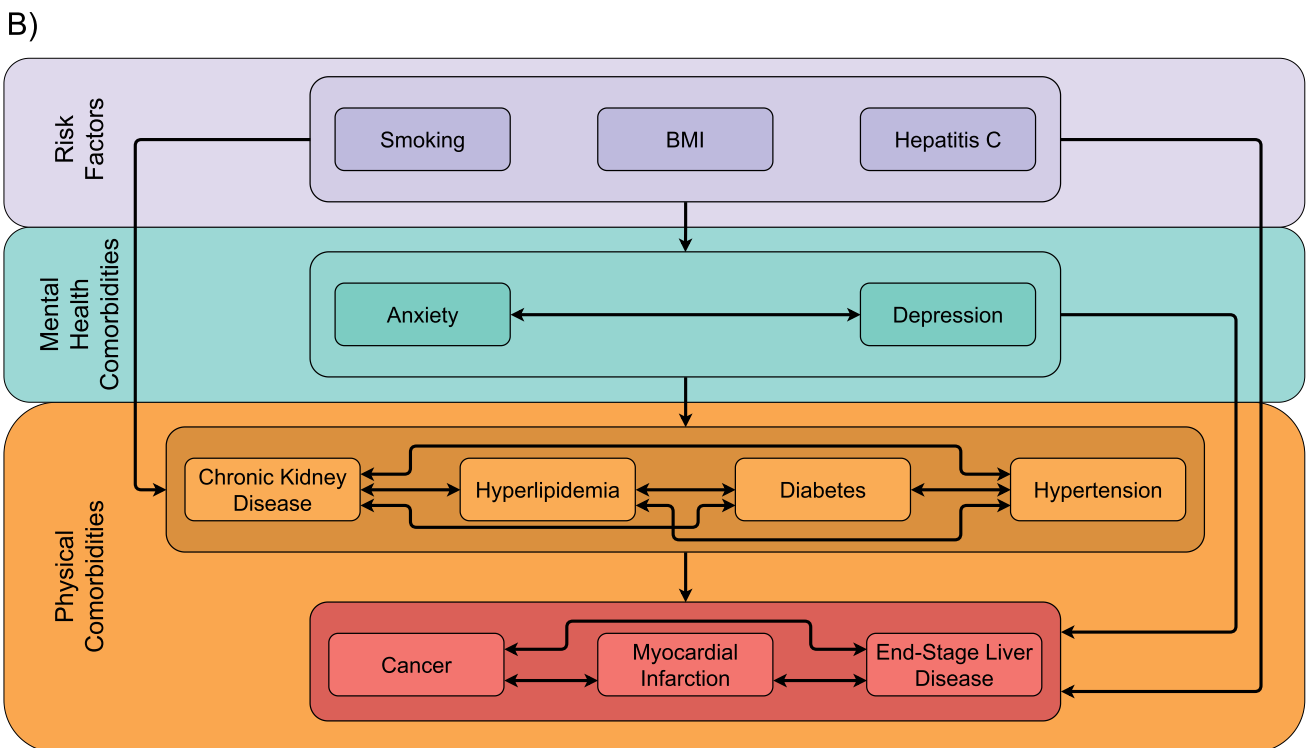 B)
Risk
Factors
Smoking
BMI
Hepatitis C
Mental
Health
Comorbidities
Anxiety
Depression
Physical
Comorbidities
Chronic Kidney
Disease
Hyperlipidemia
Diabetes
Hypertension
Cancer
Myocardial
Infarction
End-Stage Liver
Disease